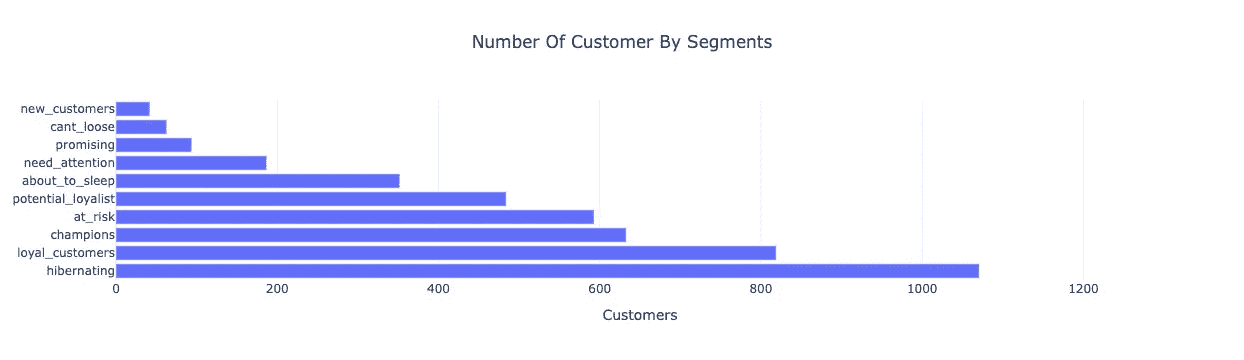 Number Of Customer By Segments
new_customers
cant_loose
promising
need_attention
about_to_sleep
potential_loyalist
at_risk
champions
loyal_customers
hibernating
0 200 400 600 800 1000 1200
Customers